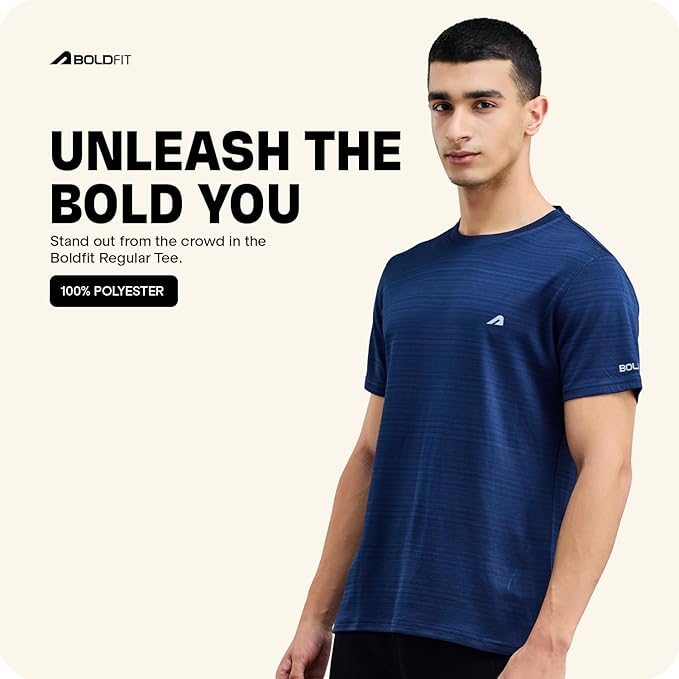 BOLDFIT
UNLEASH THE
BOLD YOU
Stand out from the crowd in the
Boldfit Regular Tee.
100% POLYESTER
BOL